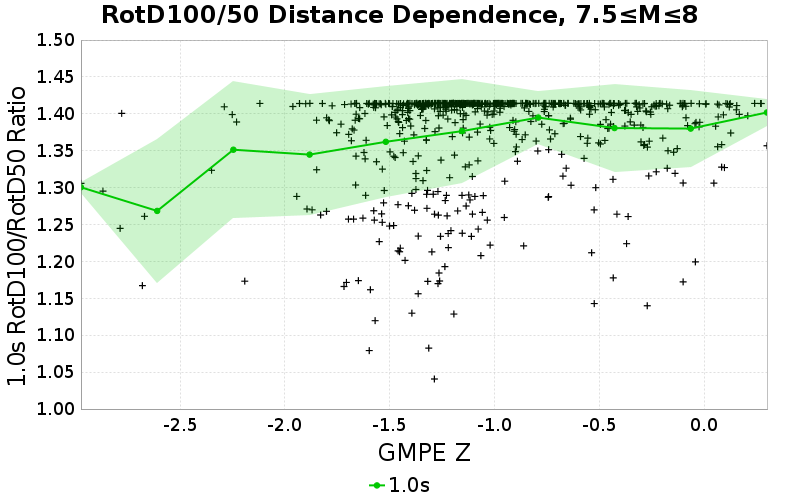 RotD100/50 Distance Dependence, 7.5≤M≤8
1.0s RotD100/RotD50 Ratio
1.50
1.45
1.40
1.35
1.30
1.25
1.20
1.15
1.10
1.05
1.00
-2.5 -2.0 -1.5 -1.0 -0.5 0.0
GMPE Z
1.0s